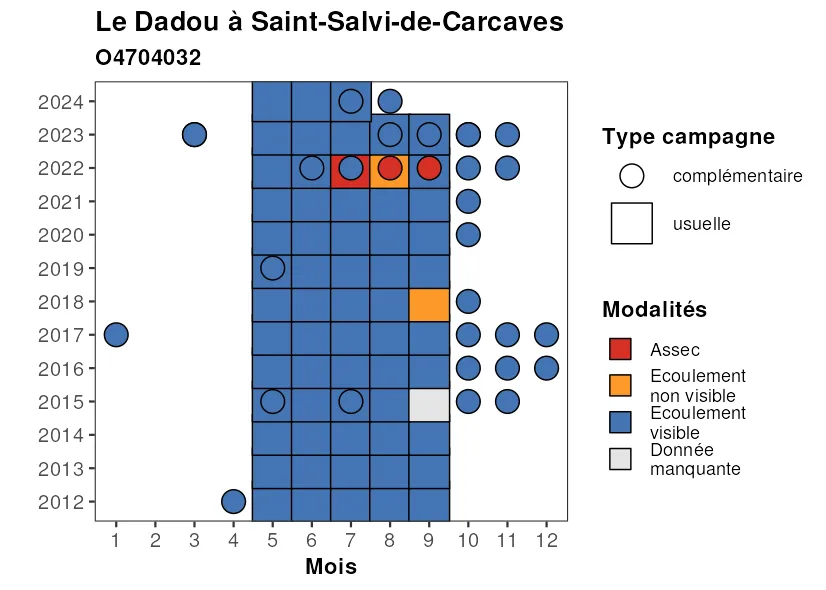 Le Dadou à Saint-Salvi-de-Carcaves
O4704032
2024
2023
2022
2021
2020
2019
2018
2017
2016
2015
2014
2013
2012
1 2 3 4 5 6 7 8 9 10 11 12
Mois
Type campagne
complémentaire
usuelle
Modalités
Assec
Ecoulement
non visible
Ecoulement
visible
Donnée
manquante